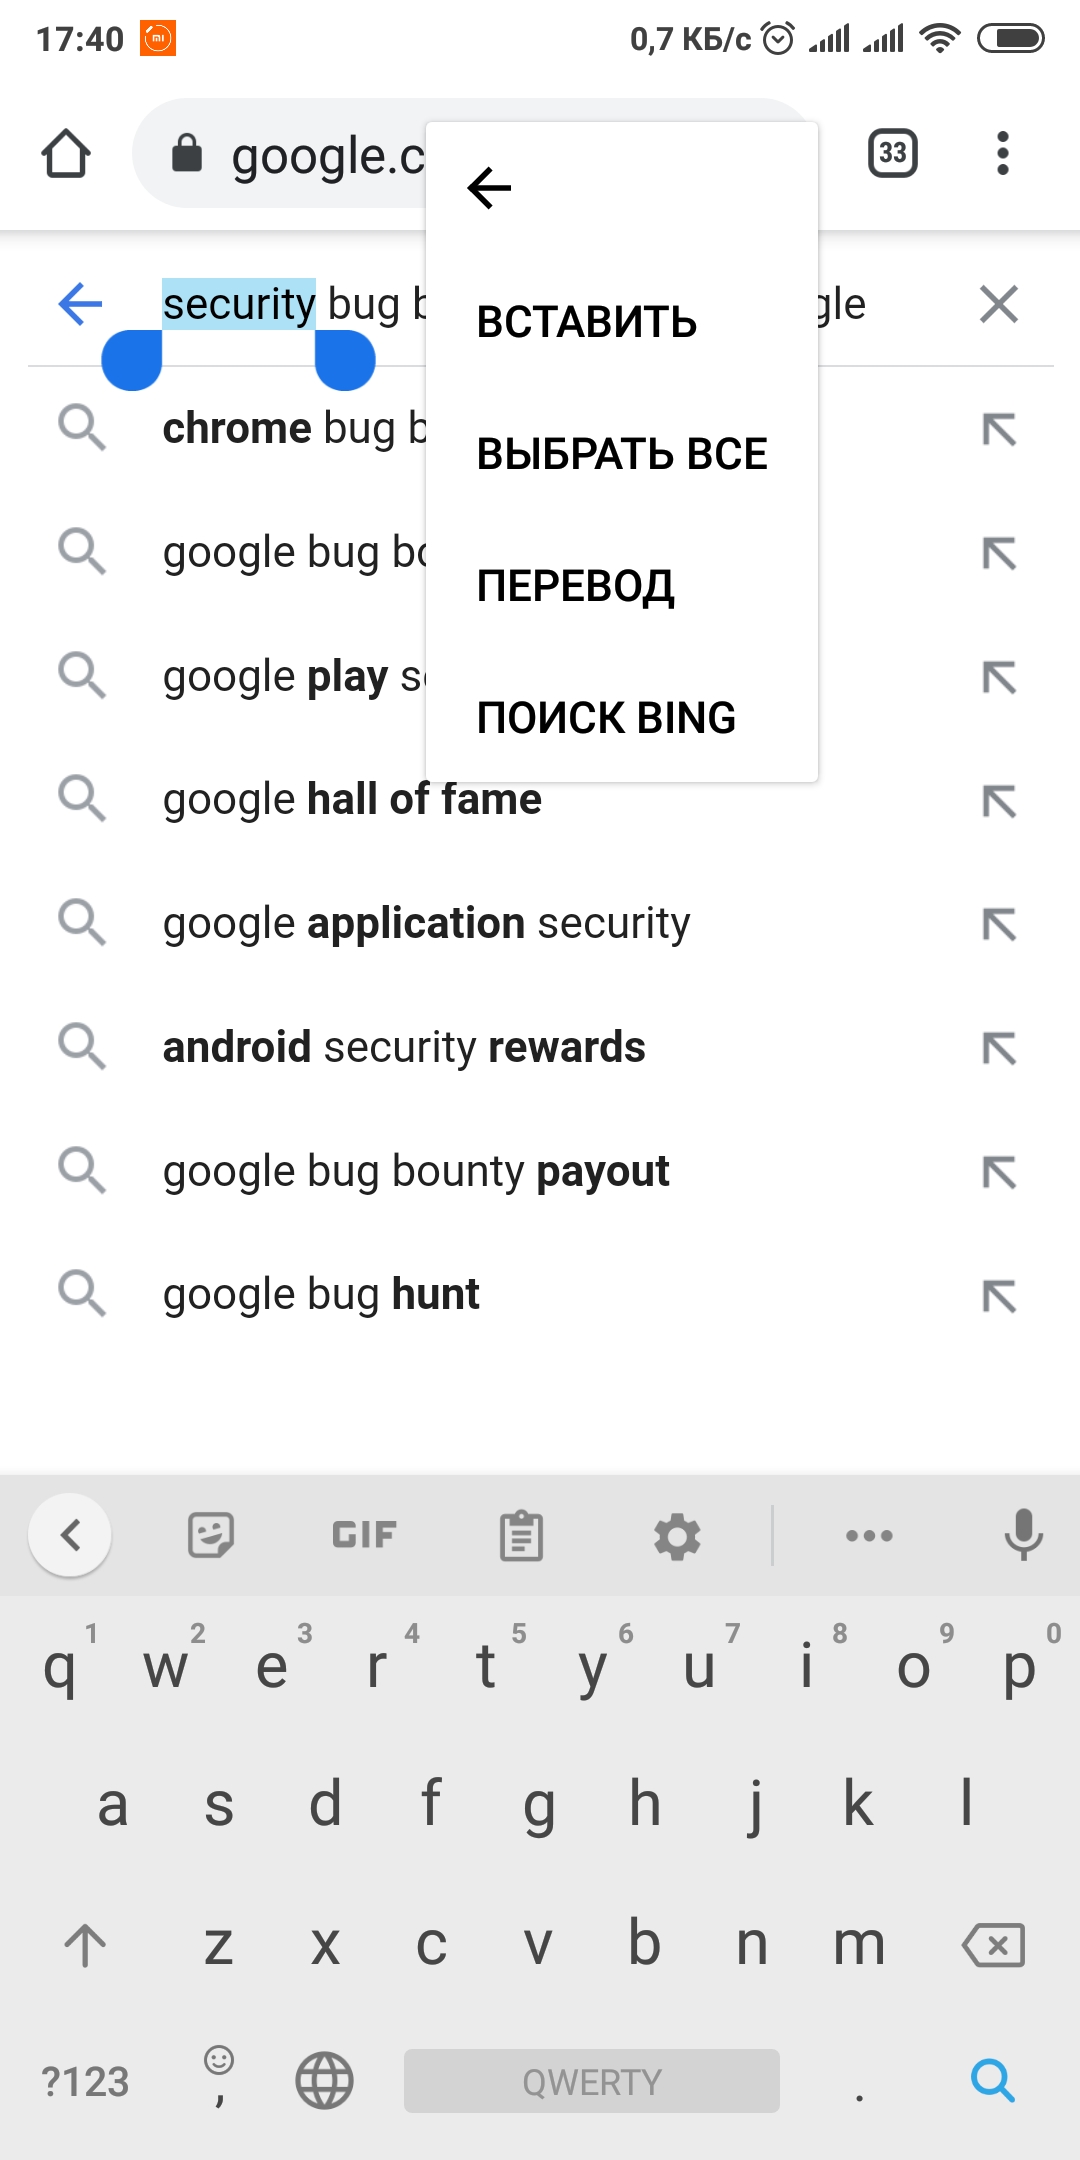 17:40 0,7 КБ/с
google.c 33
security bug gle
chrome bug
google bug
google play
google hall of fame
google application security
android security rewards
google bug bounty payout
google bug hunt
ВСТАВИТЬ
ВЫБРАТЬ ВСЕ
ПЕРЕВОД
ПОИСК BING
GIF
1 2 3 4 5 6 7 8 9 0
q w e r t y u i o p
a s d f g h j k l
z x c v b n m
?123 , QWERTY .